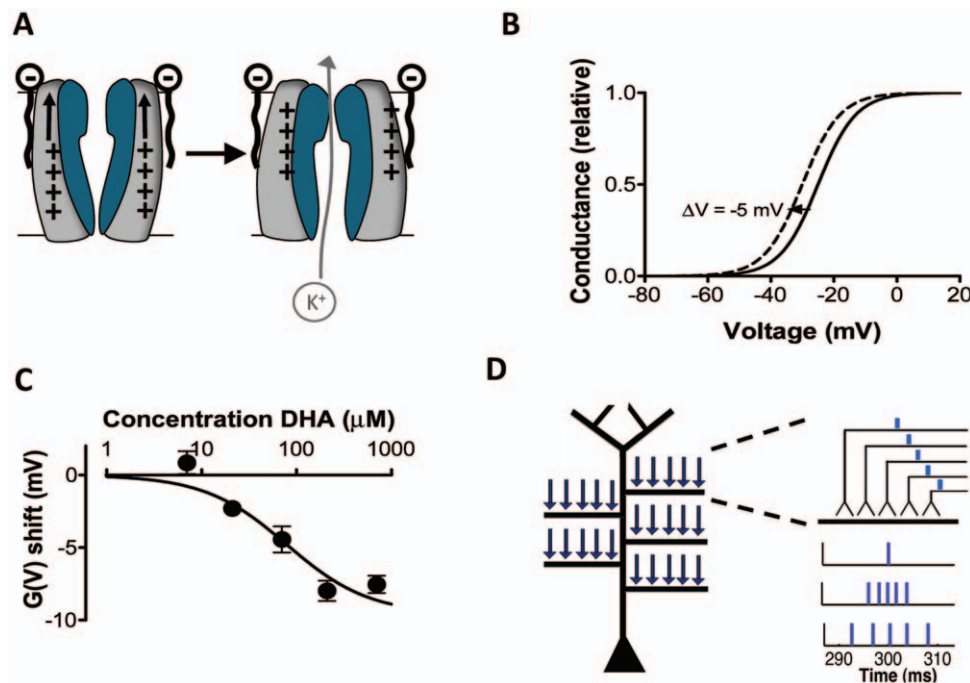 A
- - - -
+ + + +
+ + + +
+ + + +
+ + + +
K+
B
Conductance (relative)
1.0
0.5
0.0
ΔV = -5 mV
-80 -60 -40 -20 0 20
Voltage (mV)
C
Concentration DHA (μM)
1 10 100 1000
G(V) shift (mV)
0
-5
-10
D
290 300 310
Time (ms)